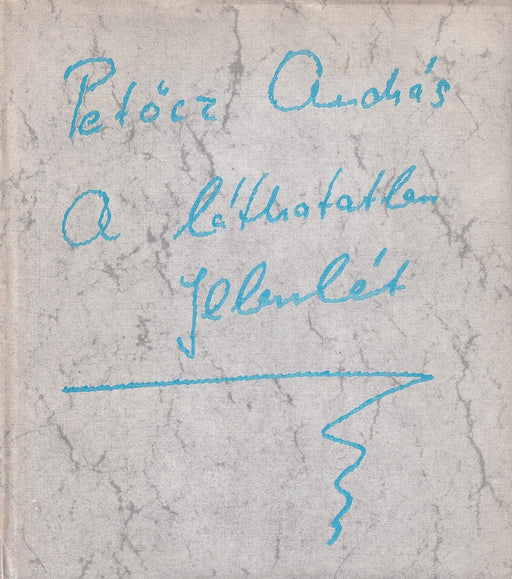 Petőcz András
A láthatatlan
jelenlét